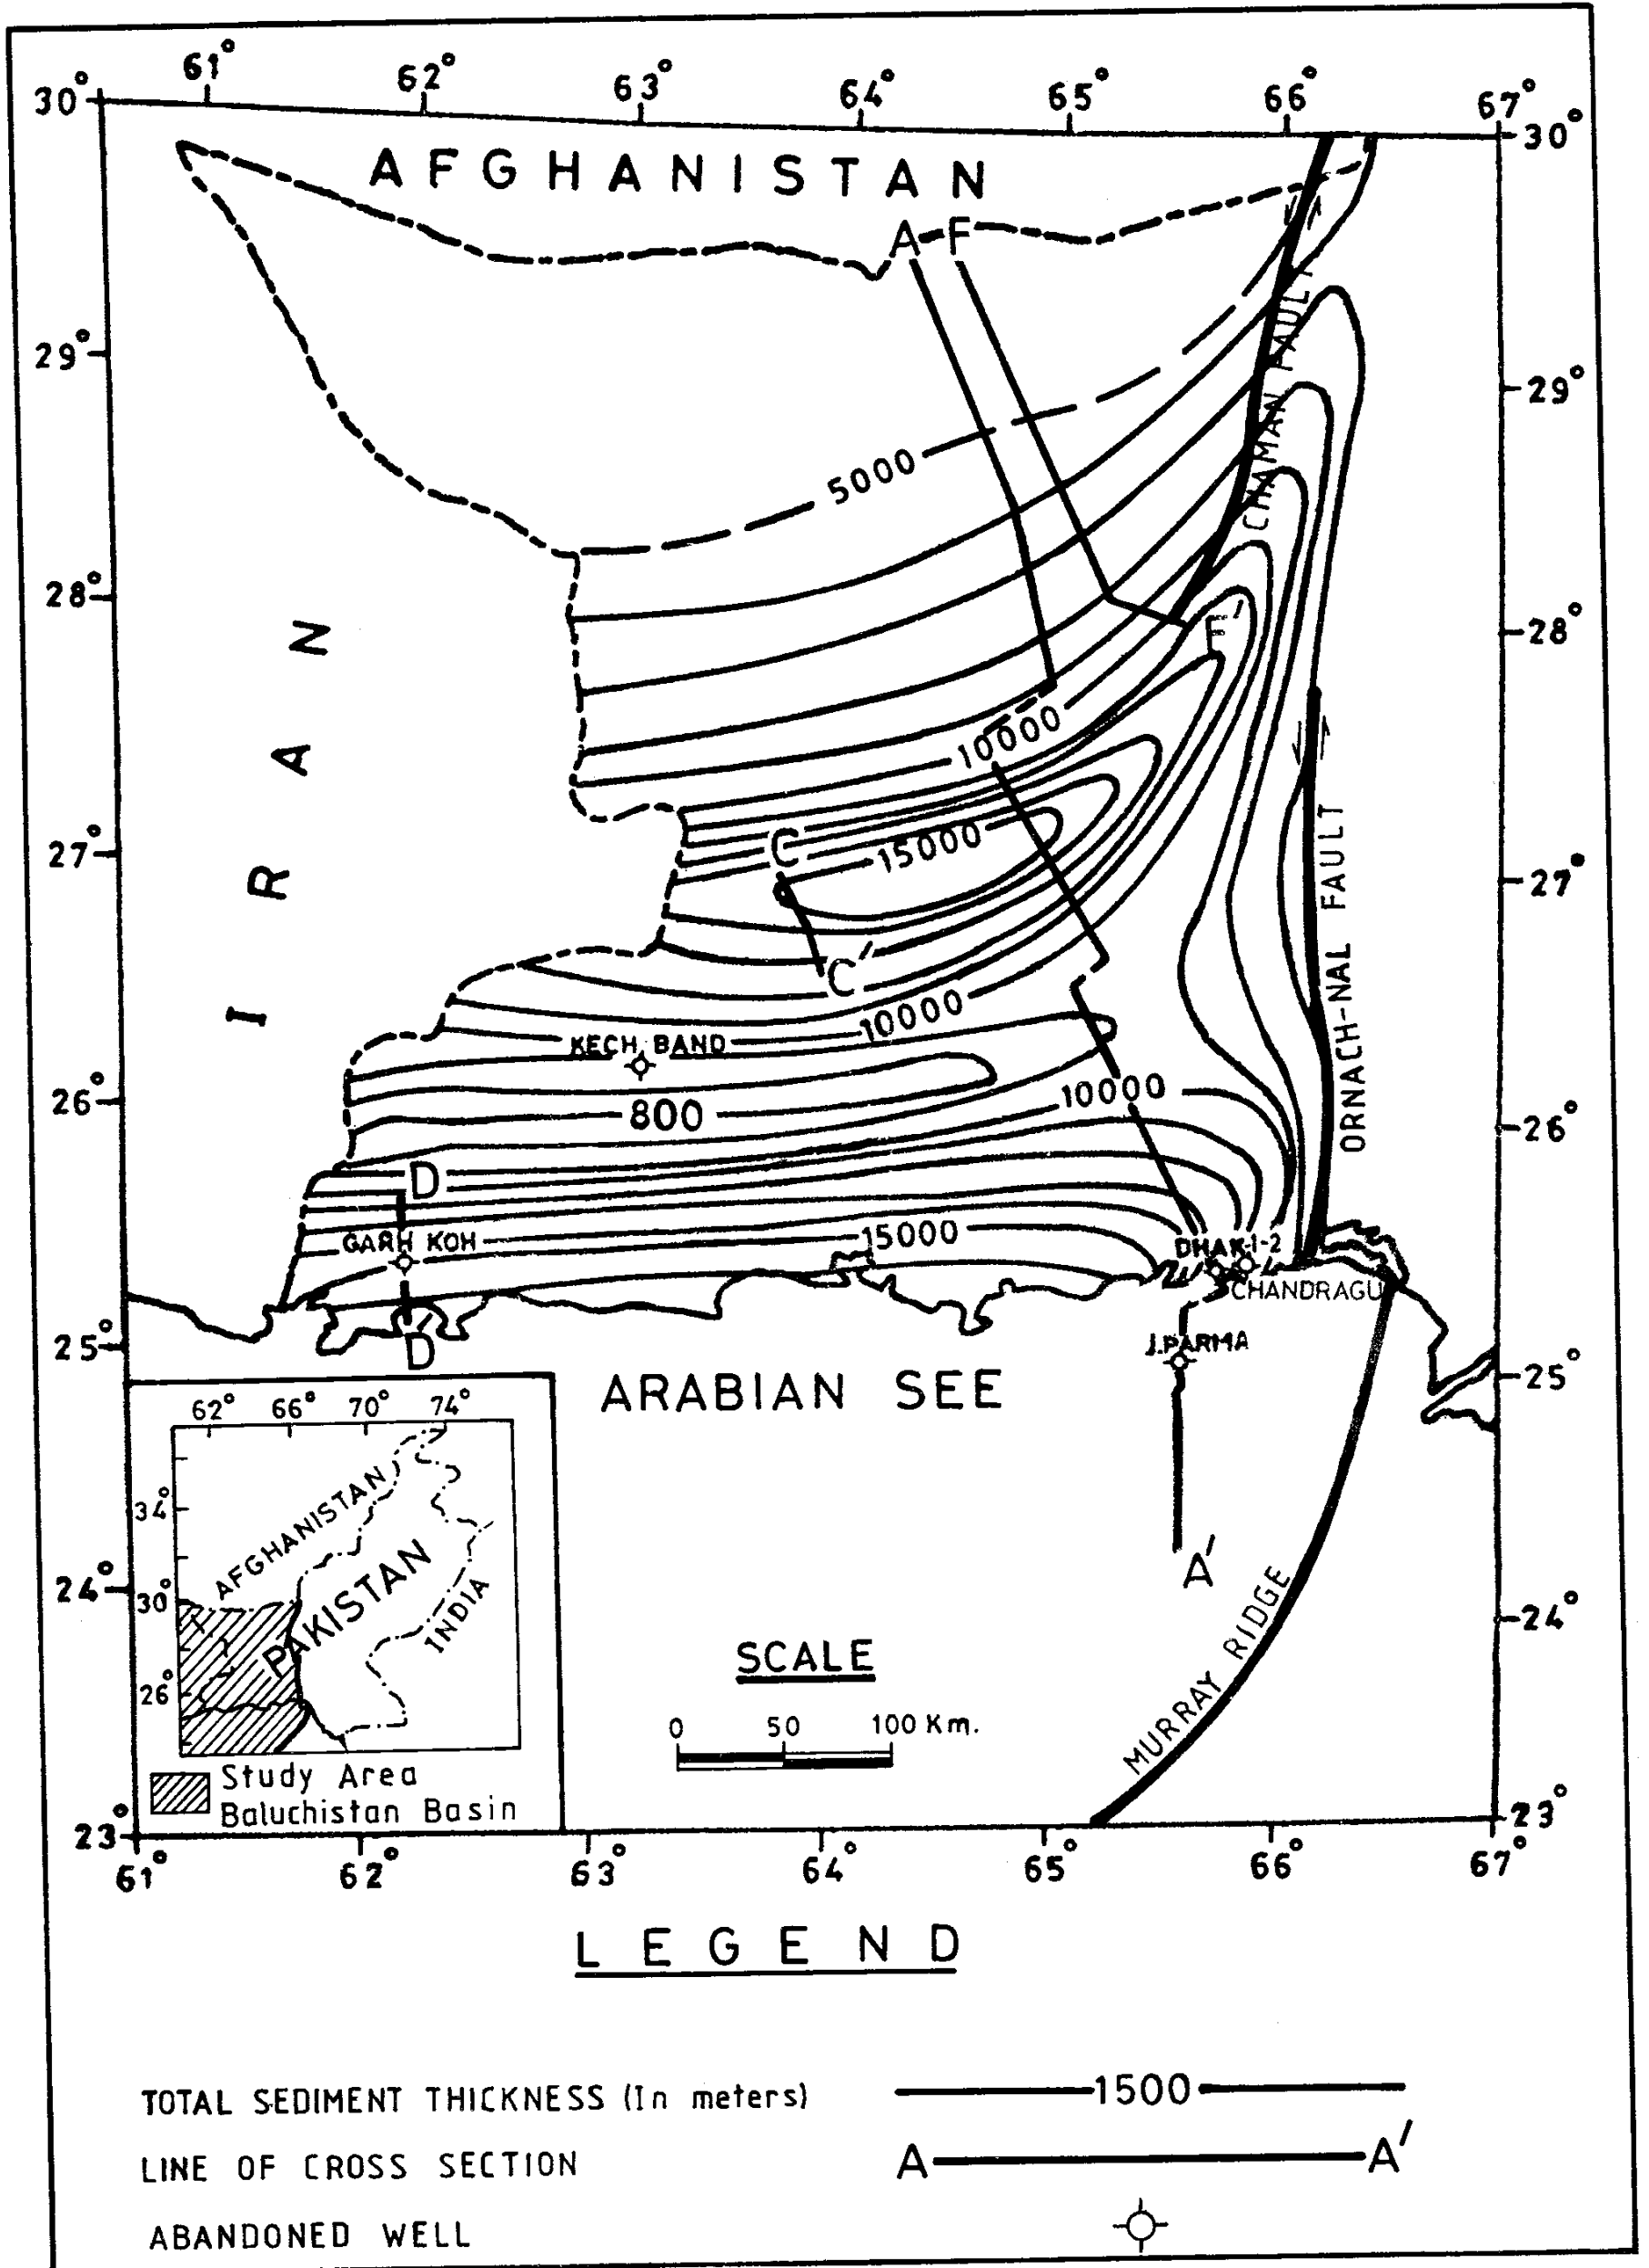 61° 62° 63° 64° 65° 66° 67°
30° 30°
AFGHANISTAN
A F
29° 29°
CHAMAN FAULT
5000
28° 28°
IRAN
F'
10000
27° 27°
C 15000
ORNACH-NAL FAULT
C'
10000
KECH BAND
26° 26°
800 10000
D
GARH KOH 15000 DHAK-1-2
CHANDRAGU
25° 25°
D'
J.PARMA
ARABIAN SEE
A'
24° 24°
MURRAY RIDGE
62° 66° 70° 74°
34°
30°
26°
AFGHANISTAN
PAKISTAN
INDIA
Study Area
Baluchistan Basin
SCALE
0 50 100 Km.
23° 23°
61° 62° 63° 64° 65° 66° 67°
LEGEND
TOTAL SEDIMENT THICKNESS (In meters) 1500
LINE OF CROSS SECTION A A'
ABANDONED WELL